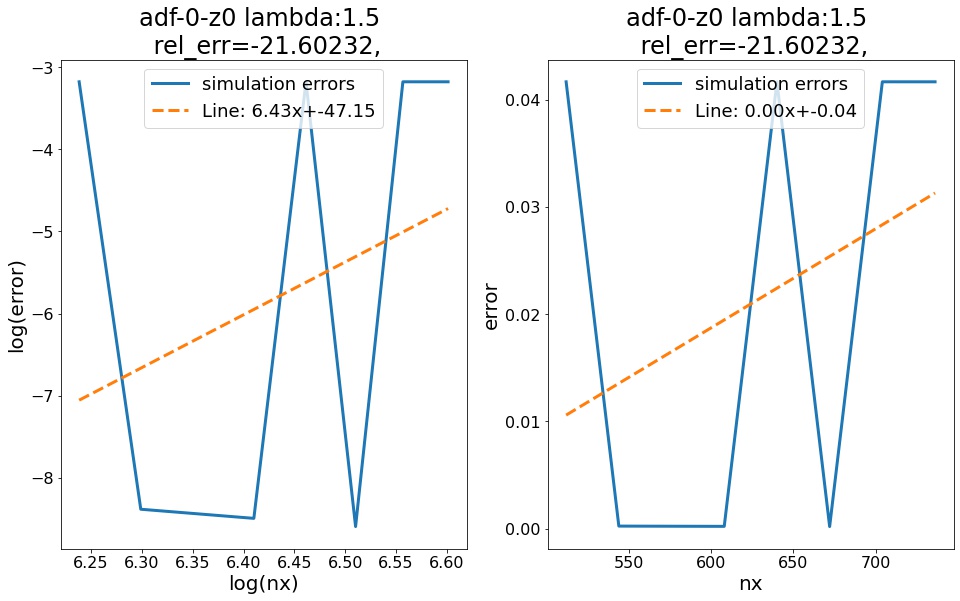 adf-0-z0 lambda:1.5
rel_err=-21.60232,
simulation errors
Line: 6.43x+-47.15
log(error)
−3
−4
−5
−6
−7
−8
6.25 6.30 6.35 6.40 6.45 6.50 6.55 6.60
log(nx)
adf-0-z0 lambda:1.5
rel_err=-21.60232,
simulation errors
Line: 0.00x+-0.04
error
0.04
0.03
0.02
0.01
0.00
550 600 650 700
nx